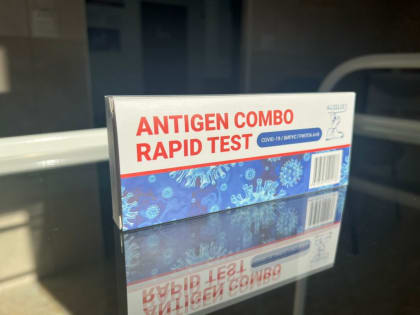 ANTIGEN COMBO
RAPID TEST
COVID-19 / ВИРУС ГРИППА A+B